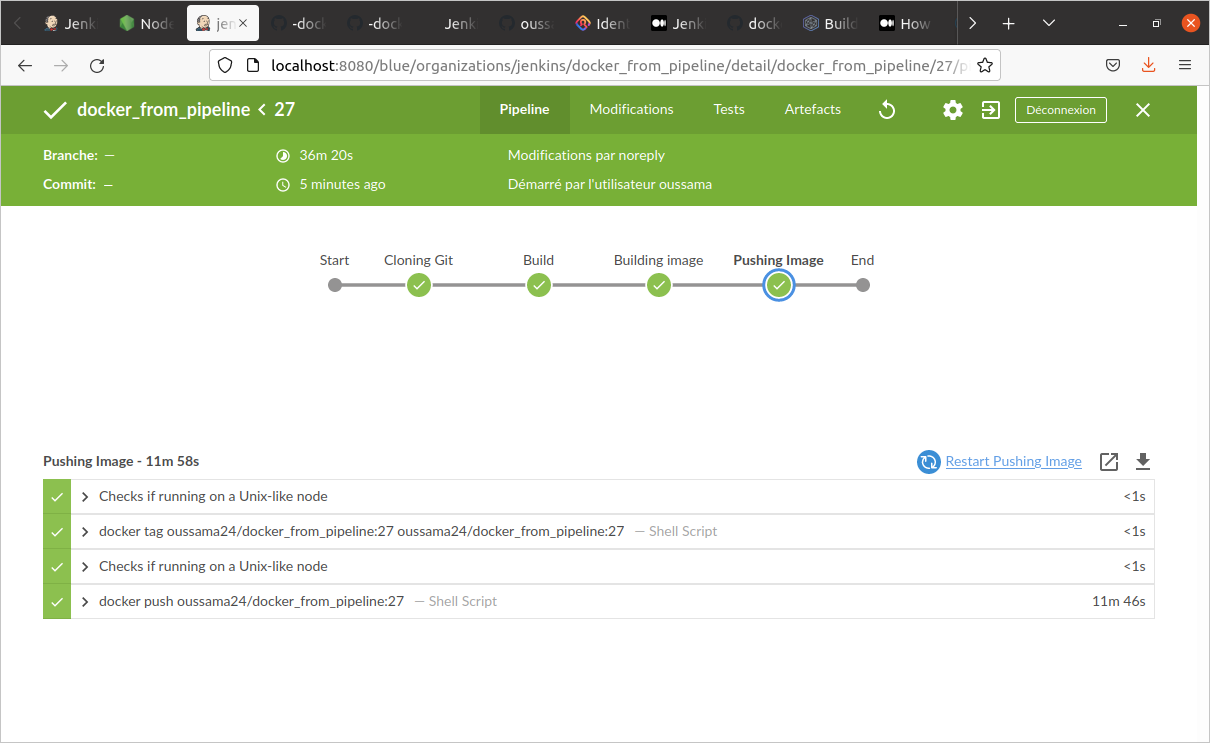 Jenk Node jen -dock -dock Jenk ouss Iden Jenk dock Build How
localhost:8080/blue/organizations/jenkins/docker_from_pipeline/detail/docker_from_pipeline/27/p
docker_from_pipeline < 27 Pipeline Modifications Tests Artefacts Déconnexion
Branche: — 36m 20s Modifications par noreply
Commit: — 5 minutes ago Démarré par l'utilisateur oussama
Start Cloning Git Build Building image Pushing Image End
Pushing Image - 11m 58s Restart Pushing Image
Checks if running on a Unix-like node <1s
docker tag oussama24/docker_from_pipeline:27 oussama24/docker_from_pipeline:27 — Shell Script <1s
Checks if running on a Unix-like node <1s
docker push oussama24/docker_from_pipeline:27 — Shell Script 11m 46s